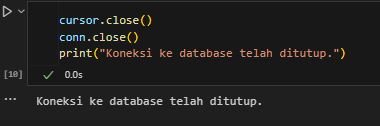 cursor.close()
conn.close()
print("Koneksi ke database telah ditutup.")
[10]
0.0s
Koneksi ke database telah ditutup.